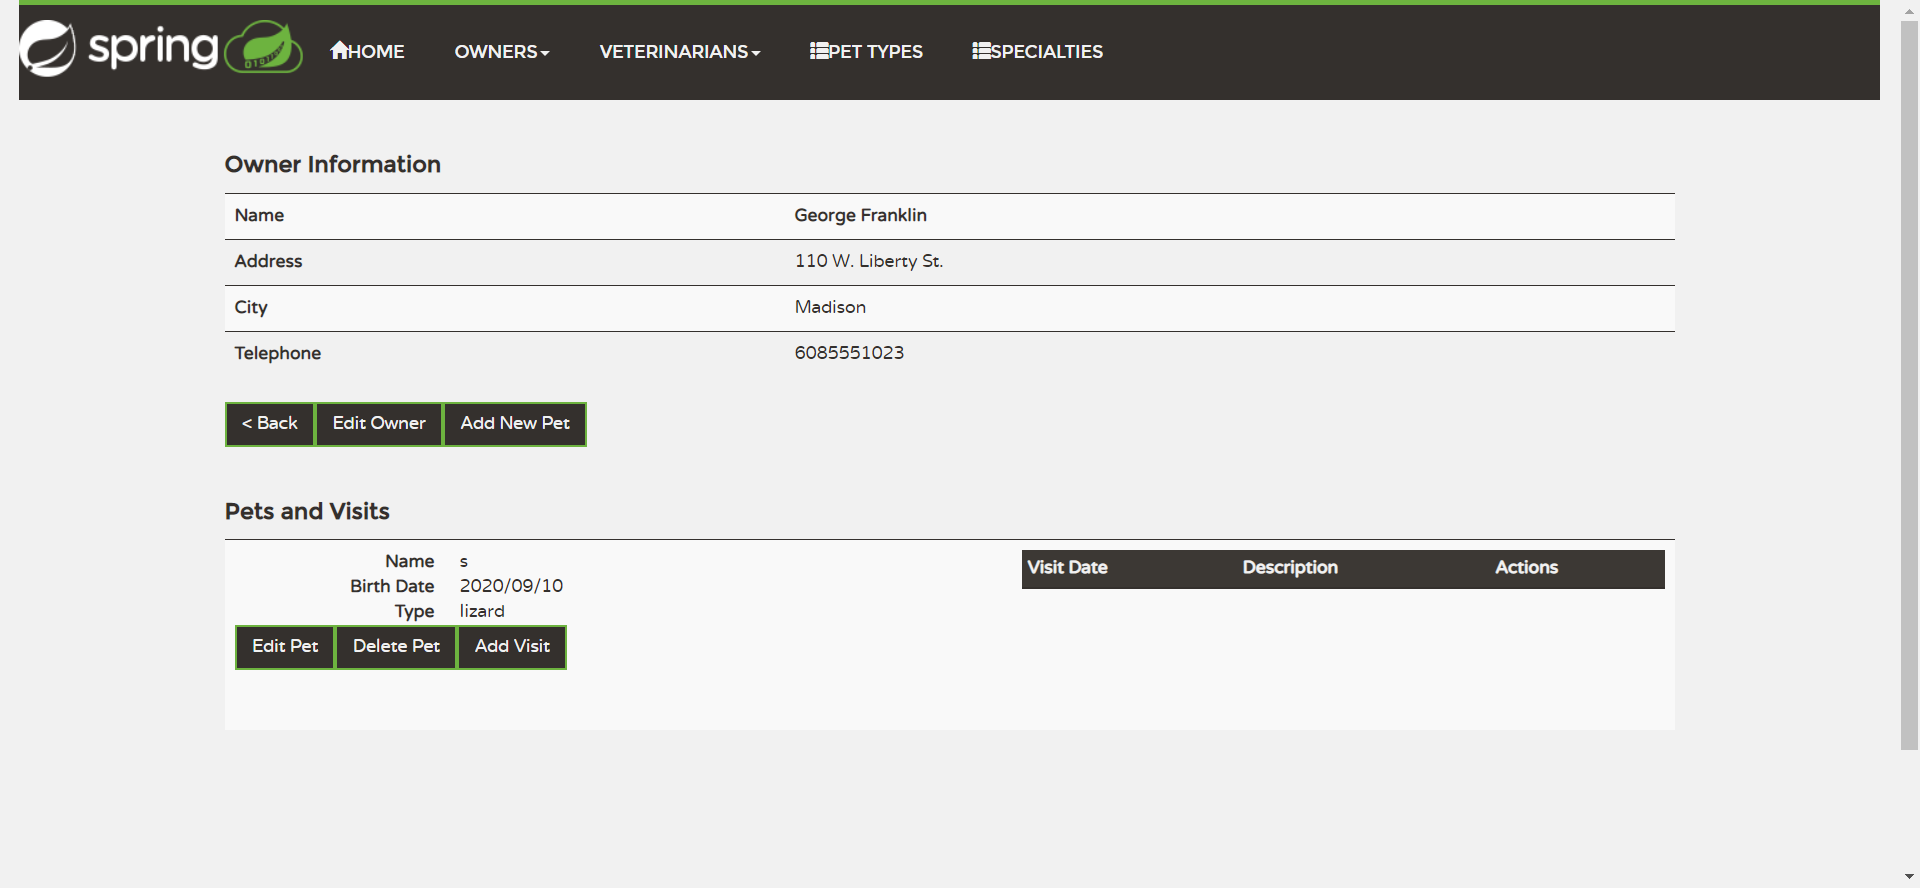 spring HOME OWNERS VETERINARIANS PET TYPES SPECIALTIES
Owner Information
Name George Franklin
Address 110 W. Liberty St.
City Madison
Telephone 6085551023
< Back Edit Owner Add New Pet
Pets and Visits
Name s
Birth Date 2020/09/10
Type lizard
Visit Date Description Actions
Edit Pet Delete Pet Add Visit